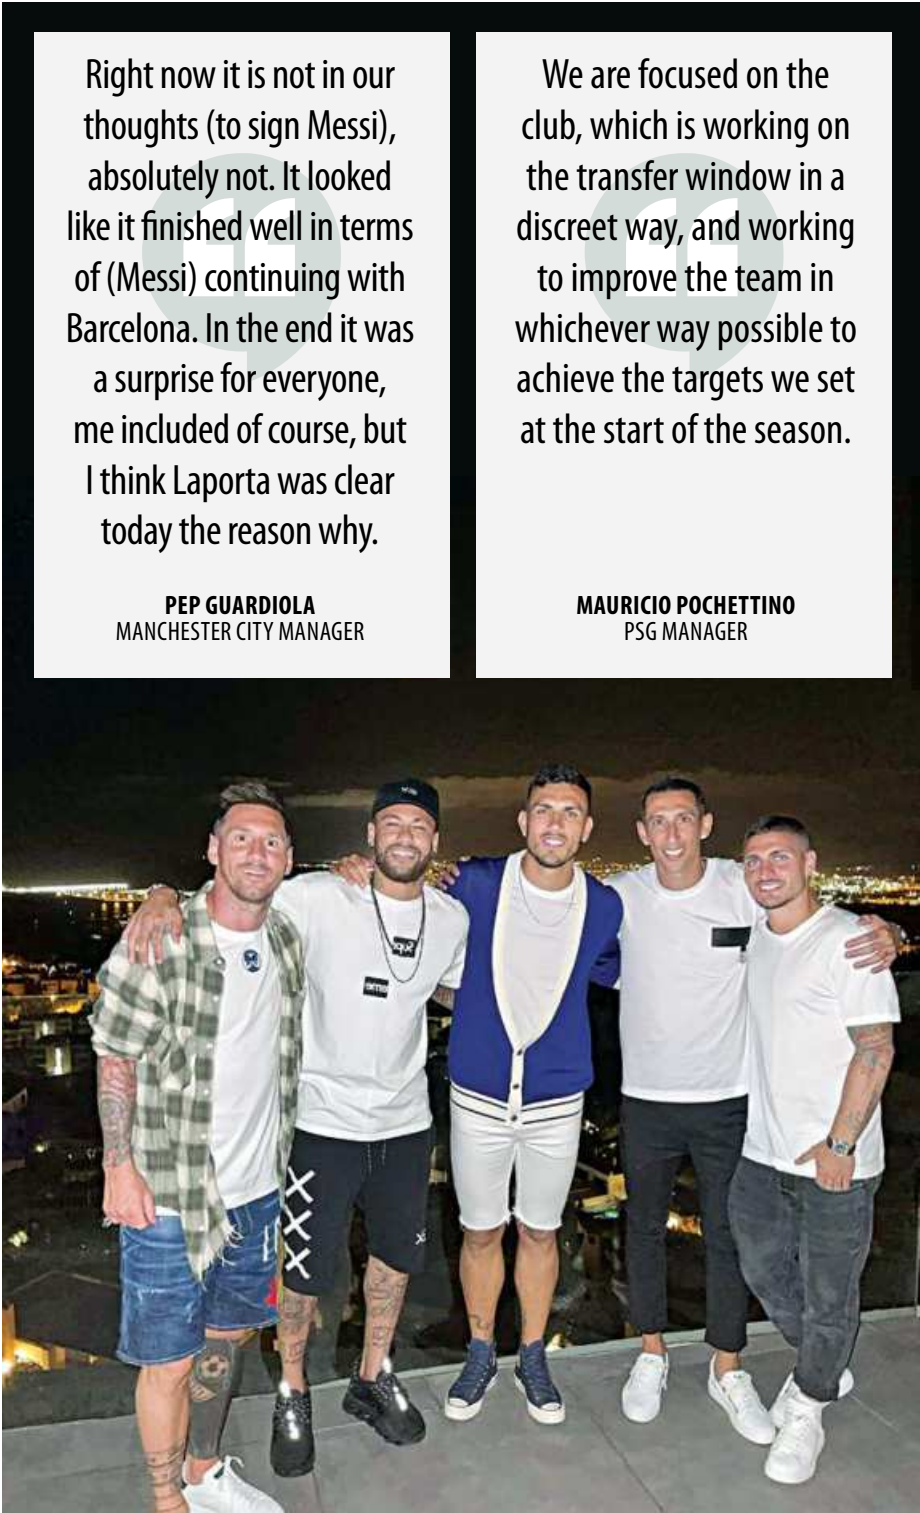 Right now it is not in our
thoughts (to sign Messi),
absolutely not. It looked
like it finished well in terms
of (Messi) continuing with
Barcelona. In the end it was
a surprise for everyone,
me included of course, but
I think Laporta was clear
today the reason why.
PEP GUARDIOLA
MANCHESTER CITY MANAGER
We are focused on the
club, which is working on
the transfer window in a
discreet way, and working
to improve the team in
whichever way possible to
achieve the targets we set
at the start of the season.
MAURICIO POCHETTINO
PSG MANAGER